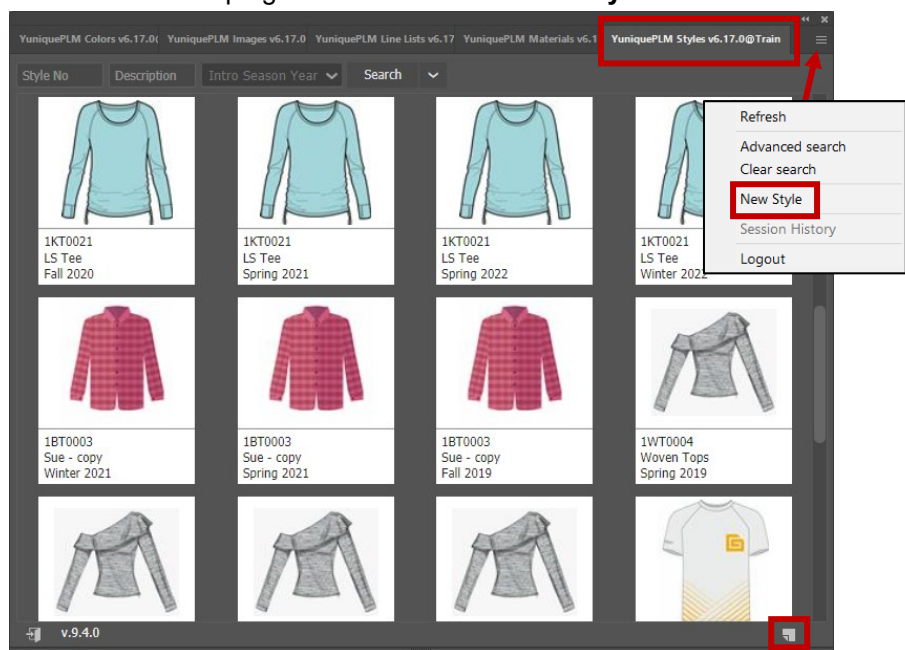 YuniquePLM Colors v6.17.0( YuniquePLM Images v6.17.0 YuniquePLM Line Lists v6.17 YuniquePLM Materials v6.1 YuniquePLM Styles v6.17.0@Train
Style No Description Intro Season Year Search
Refresh
Advanced search
Clear search
New Style
Session History
Logout
1KT0021 1KT0021 1KT0021 1KT0021
LS Tee LS Tee LS Tee LS Tee
Fall 2020 Spring 2021 Spring 2022 Winter 2022
1BT0003 1BT0003 1BT0003 1WT0004
Sue - copy Sue - copy Sue - copy Woven Tops
Winter 2021 Spring 2021 Fall 2019 Spring 2019
v.9.4.0